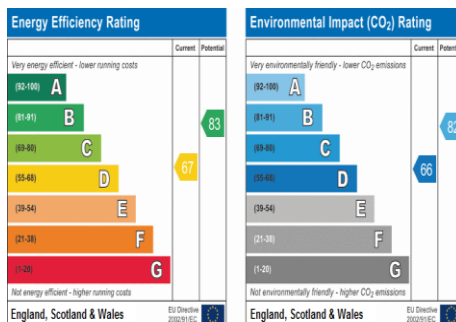 Energy Efficiency Rating
Current Potential
Very energy efficient - lower running costs
(92-100) A
(81-91) B
83
(69-80) C
67
(55-68) D
(39-54) E
(21-38) F
(1-20) G
Not energy efficient - higher running costs
England, Scotland & Wales
EU Directive
2002/91/EC
Environmental Impact (CO2) Rating
Current Potential
Very environmentally friendly - lower CO2 emissions
(92-100) A
(81-91) B
82
(69-80) C
(55-68) D
66
(39-54) E
(21-38) F
(1-20) G
Not environmentally friendly - higher CO2 emissions
England, Scotland & Wales
EU Directive
2002/91/EC